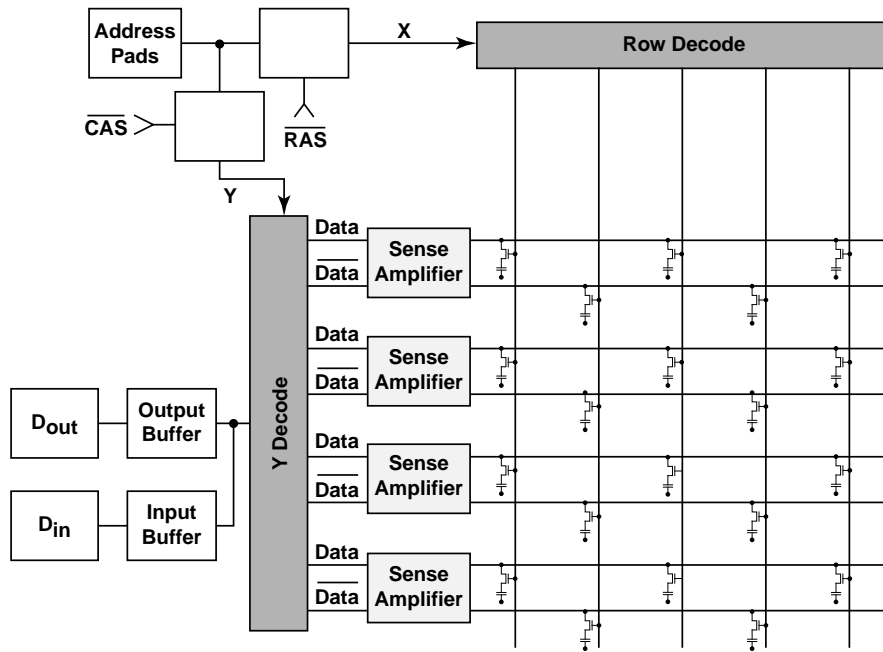 Address
Pads
X
Row Decode
CAS
RAS
Y
Data
Data
Sense
Amplifier
Data
Data
Sense
Amplifier
Y Decode
Dout
Output
Buffer
Data
Data
Sense
Amplifier
Din
Input
Buffer
Data
Data
Sense
Amplifier